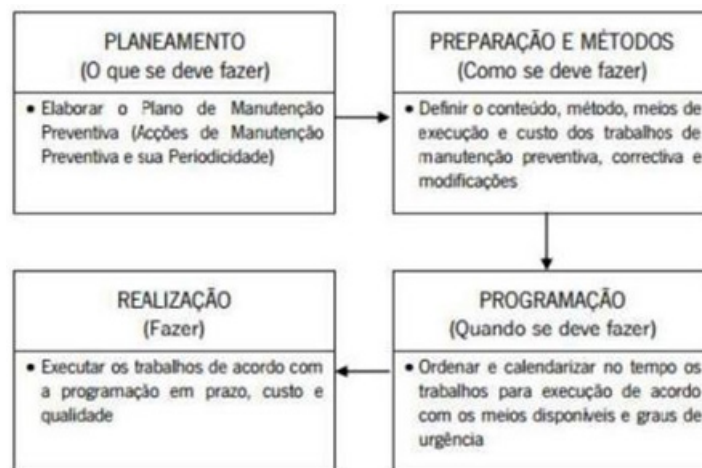 PLANEAMENTO
(O que se deve fazer)
• Elaborar o Plano de Manutenção
Preventiva (Acções de Manutenção
Preventiva e sua Periodicidade)
PREPARAÇÃO E MÉTODOS
(Como se deve fazer)
• Definir o conteúdo, método, meios de
execução e custo dos trabalhos de
manutenção preventiva, correctiva e
modificações
REALIZAÇÃO
(Fazer)
• Executar os trabalhos de acordo com
a programação em prazo, custo e
qualidade
PROGRAMAÇÃO
(Quando se deve fazer)
• Ordenar e calendarizar no tempo os
trabalhos para execução de acordo
com os meios disponíveis e graus de
urgência